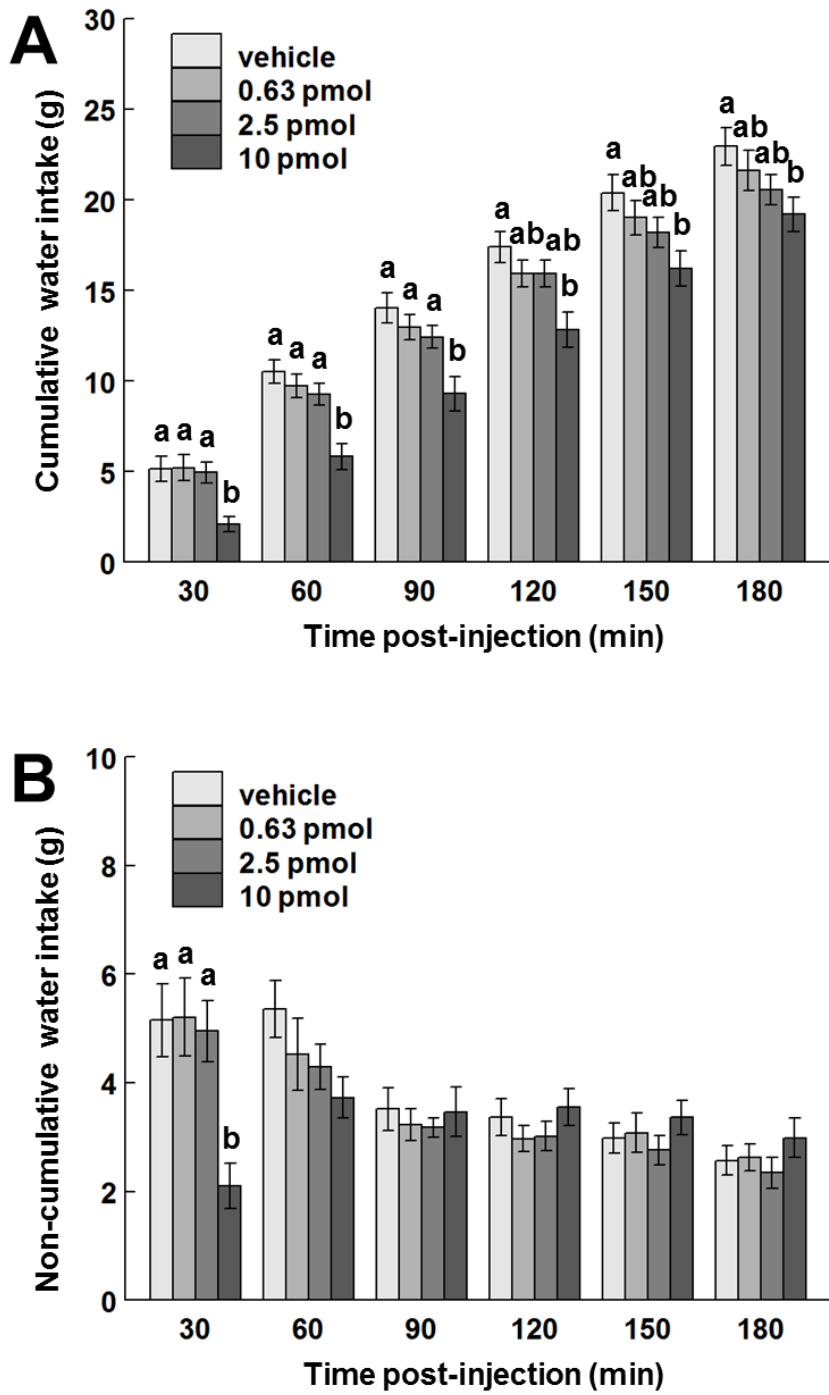 A
Cumulative water intake (g)
30
25
20
15
10
5
0
vehicle
0.63 pmol
2.5 pmol
10 pmol
a a a b
a a a b
a a a b
a ab ab b
a ab ab b
a ab ab b
30 60 90 120 150 180
Time post-injection (min)
B
Non-cumulative water intake (g)
10
8
6
4
2
0
vehicle
0.63 pmol
2.5 pmol
10 pmol
a a a b
30 60 90 120 150 180
Time post-injection (min)